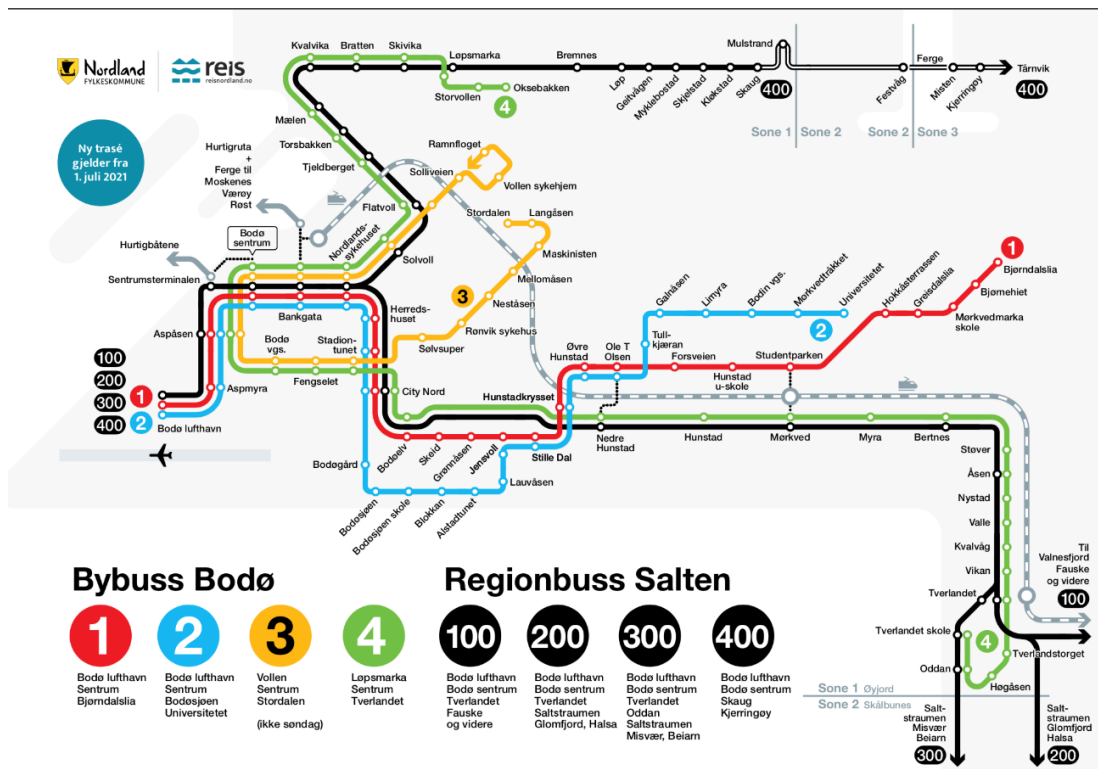 Nordland
FYLKESKOMMUNE
reis
reisnordland.no
Ny trasé
gjelder fra
1. juli 2021
Kvalvika
Bratten
Skivika
Løpsmarka
Bremnes
Storvollen
Oksebakken
4
Løp
Geitvågen
Myklebostad
Skjelstad
Kløkstad
Skaug
Mulstrand
400
Festvåg
Ferge
Misten
Kjerringøy
Tårnvik
400
Sone 1
Sone 2
Sone 2
Sone 3
Mælen
Torsbakken
Tjeldberget
Flatvoll
Hurtigruta
+
Ferge til
Moskenes
Værøy
Røst
Hurtigbåtene
Sentrumsterminalen
Bodø
sentrum
Nordlands-
sykehuset
Solvoll
Ramnfloget
Solliveien
Vollen sykehjem
Stordalen
Langåsen
Maskinisten
Mellomåsen
3
Neståsen
Rønvik sykehus
Sølvsuper
Aspåsen
Bankgata
Herreds-
huset
Bodø
vgs.
Stadion-
tunet
Fengselet
Aspmyra
City Nord
100
200
300
400
1
2
Bodø lufthavn
Bodøgård
Bodøelv
Skeid
Grønnåsen
Jensvoll
Stille Dal
Lauvåsen
Bodøsjøen
Bodøsjøen skole
Blokkan
Alstadtunet
Hunstadkrysset
Øvre
Hunstad
Ole T
Olsen
Tull-
kjæran
Galnåsen
Limyra
Bodin vgs.
Mørkvedtråkket
Universitetet
2
Hokkåsterrassen
Greisdalslia
1
Bjørndalslia
Bjørnehiet
Mørkvedmarka
skole
Forsveien
Hunstad
u-skole
Studentparken
Nedre
Hunstad
Hunstad
Mørkved
Myra
Bertnes
Støver
Åsen
Nystad
Valle
Kvalvåg
Vikan
Tverlandet
Tverlandet skole
4
Oddan
Høgåsen
Tverlandstorget
Til
Valnesfjord
Fauske
og videre
100
Sone 1 Øyjord
Sone 2 Skålbunes
Salt-
straumen
Misvær
Beiarn
300
Salt-
straumen
Glomfjord
Halsa
200
Bybuss Bodø
1
Bodø lufthavn
Sentrum
Bjørndalslia
2
Bodø lufthavn
Sentrum
Bodøsjøen
Universitetet
3
Vollen
Sentrum
Stordalen
(ikke søndag)
4
Løpsmarka
Sentrum
Tverlandet
Regionbuss Salten
100
Bodø lufthavn
Bodø sentrum
Tverlandet
Fauske
og videre
200
Bodø lufthavn
Bodø sentrum
Tverlandet
Saltstraumen
Glomfjord, Halsa
300
Bodø lufthavn
Bodø sentrum
Tverlandet
Oddan
Saltstraumen
Misvær, Beiarn
400
Bodø lufthavn
Bodø sentrum
Skaug
Kjerringøy